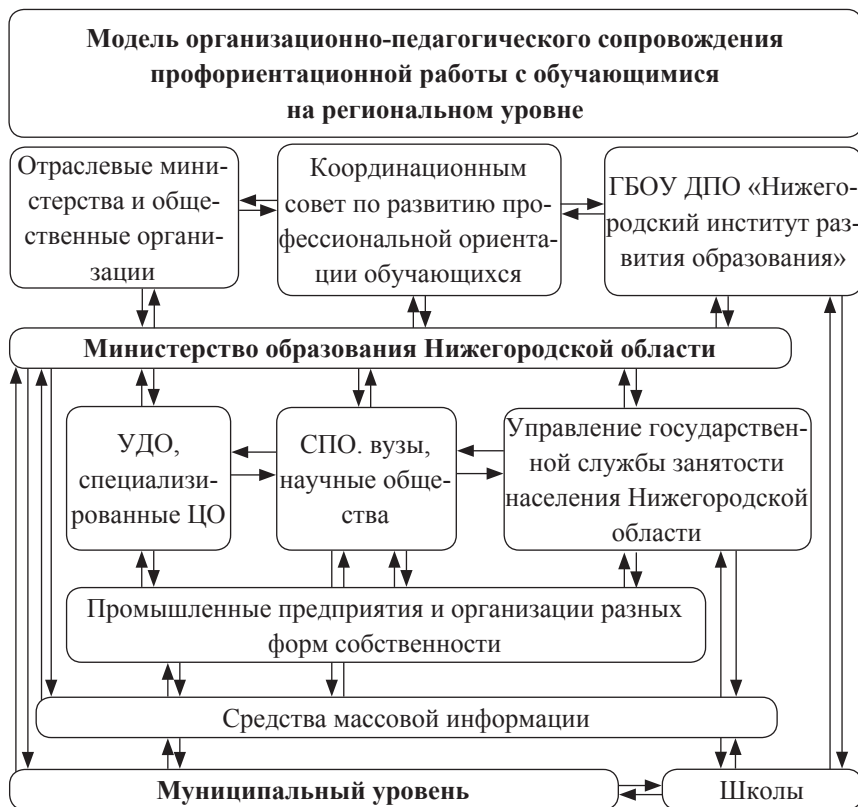 Модель организационно-педагогического сопровождения
профориентационной работы с обучающимися
на региональном уровне
Отраслевые мини-
стерства и обще-
ственные органи-
зации
Координационным
совет по развитию про-
фессиональной ориента-
ции обучающихся
ГБОУ ДПО «Нижего-
родский институт раз-
вития образования»
Министерство образования Нижегородской области
УДО,
специализи-
рованные ЦО
СПО. вузы,
научные обще-
ства
Управление государствен-
ной службы занятости
населения Нижегородской
области
Промышленные предприятия и организации разных
форм собственности
Средства массовой информации
Муниципальный уровень
Школы